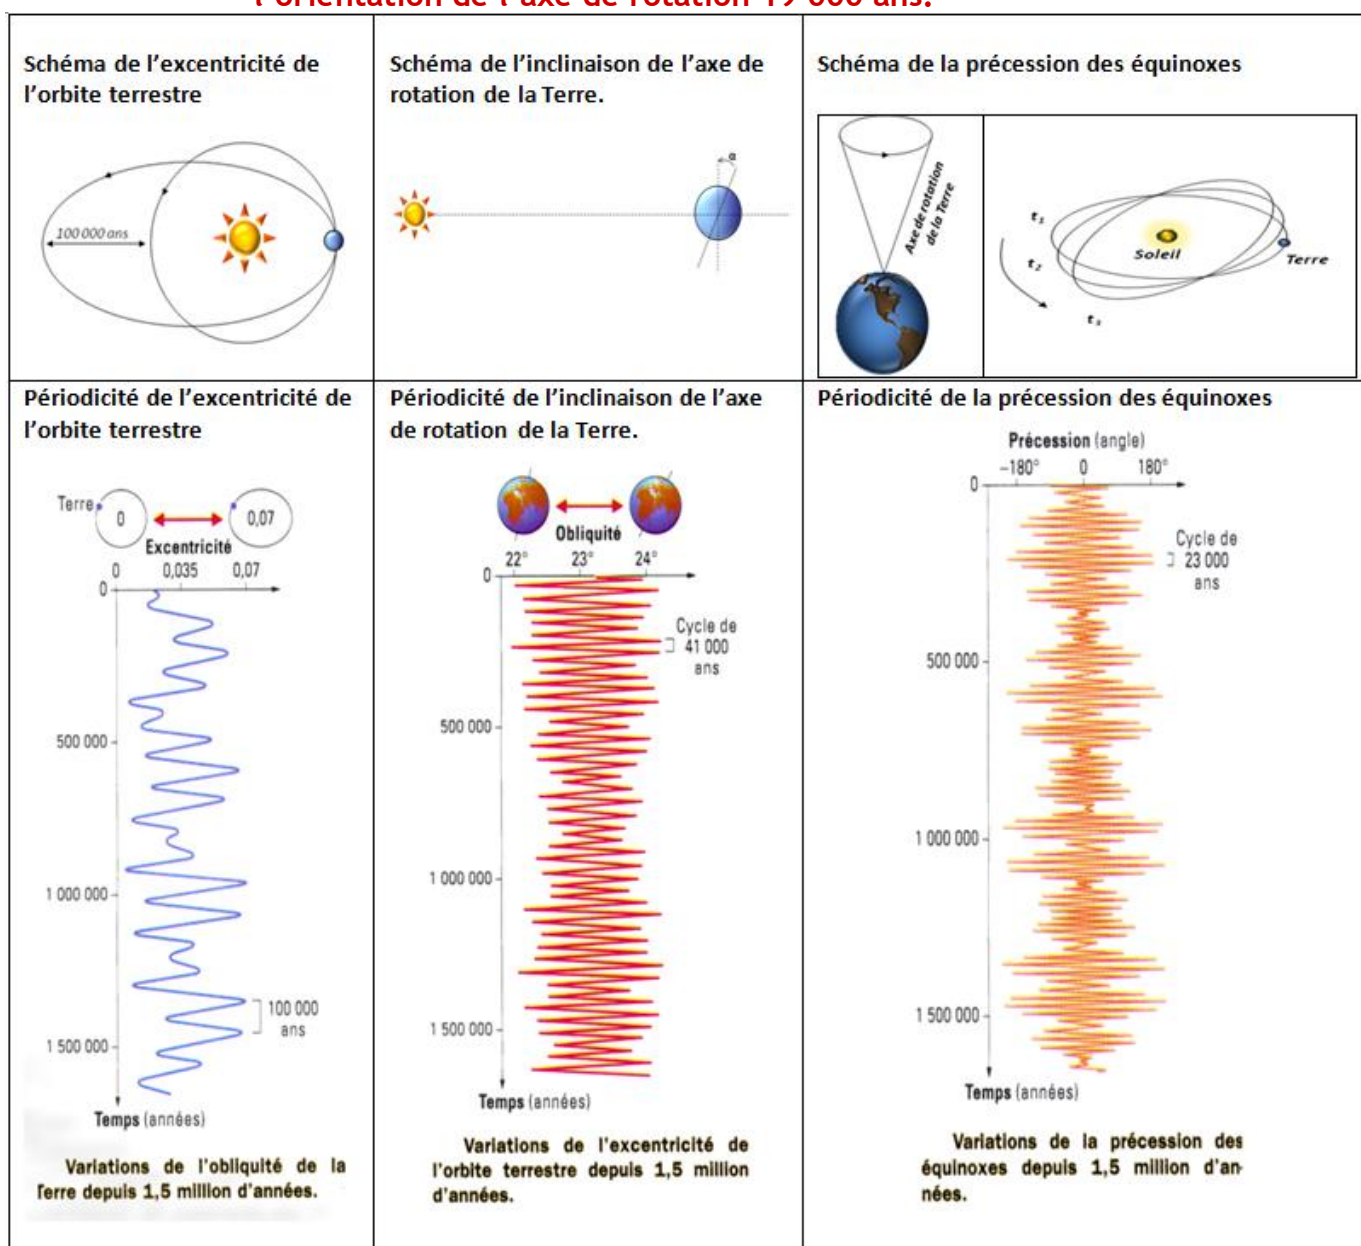 l'orientation de l'axe de rotation 19 000 ans.
Schéma de l'excentricité de
l'orbite terrestre
100 000 ans
Schéma de l'inclinaison de l'axe de
rotation de la Terre.
α
Schéma de la précession des équinoxes
Axe de rotation
de la Terre
t₁
t₂
t₃
Soleil
Terre
Périodicité de l'excentricité de
l'orbite terrestre
Terre
0
0,07
Excentricité
0
0,035
0,07
0
500 000
1 000 000
1 500 000
100 000
ans
Temps (années)
Variations de l'obliquité de la
Terre depuis 1,5 million d'années.
Périodicité de l'inclinaison de l'axe
de rotation de la Terre.
Obliquité
22°
23°
24°
0
Cycle de
41 000
ans
500 000
1 000 000
1 500 000
Temps (années)
Variations de l'excentricité de
l'orbite terrestre depuis 1,5 million
d'années.
Périodicité de la précession des équinoxes
Précession (angle)
-180°
0
180°
0
Cycle de
23 000
ans
500 000
1 000 000
1 500 000
Temps (années)
Variations de la précession des
équinoxes depuis 1,5 million d'an-
nées.